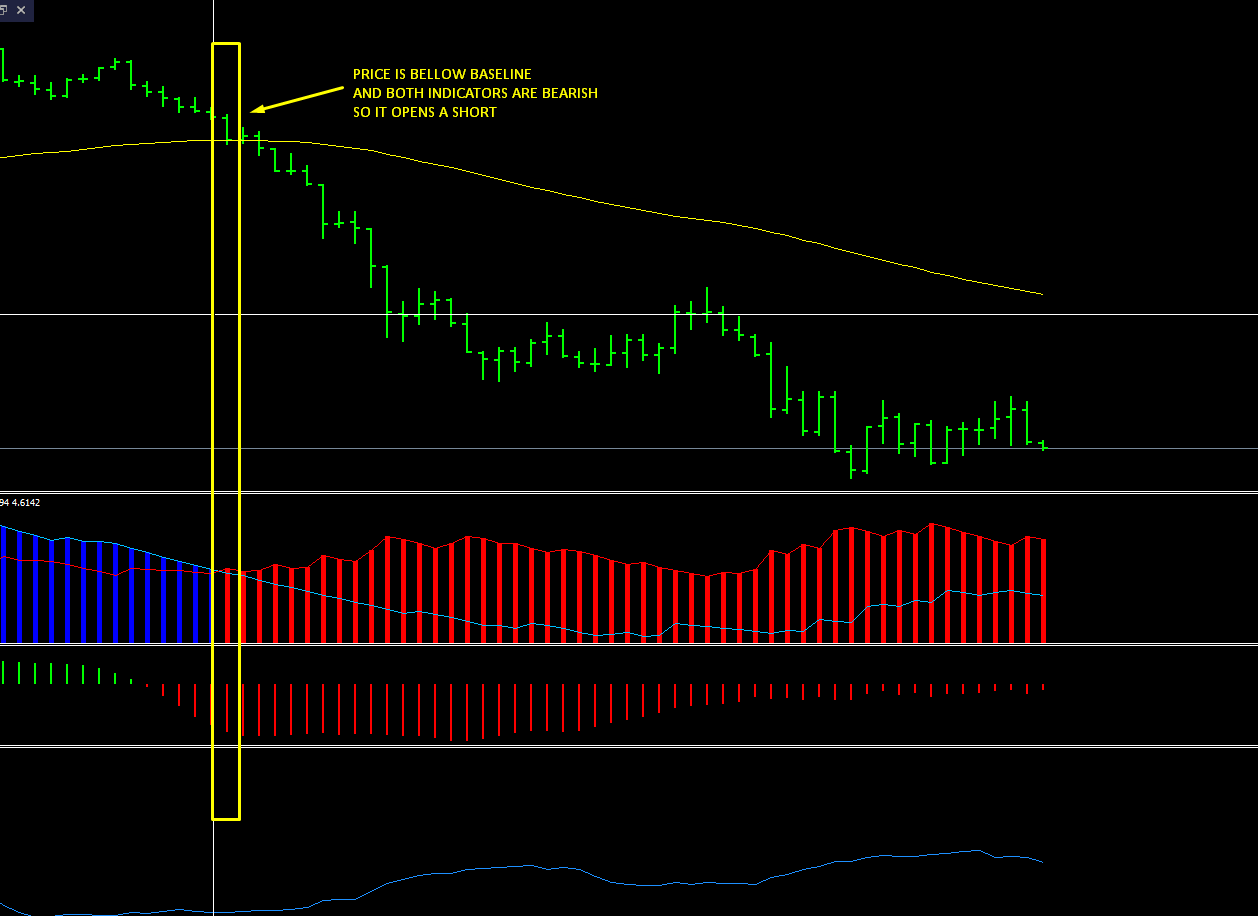 PRICE IS BELLOW BASELINE
AND BOTH INDICATORS ARE BEARISH
SO IT OPENS A SHORT
94 4.6142